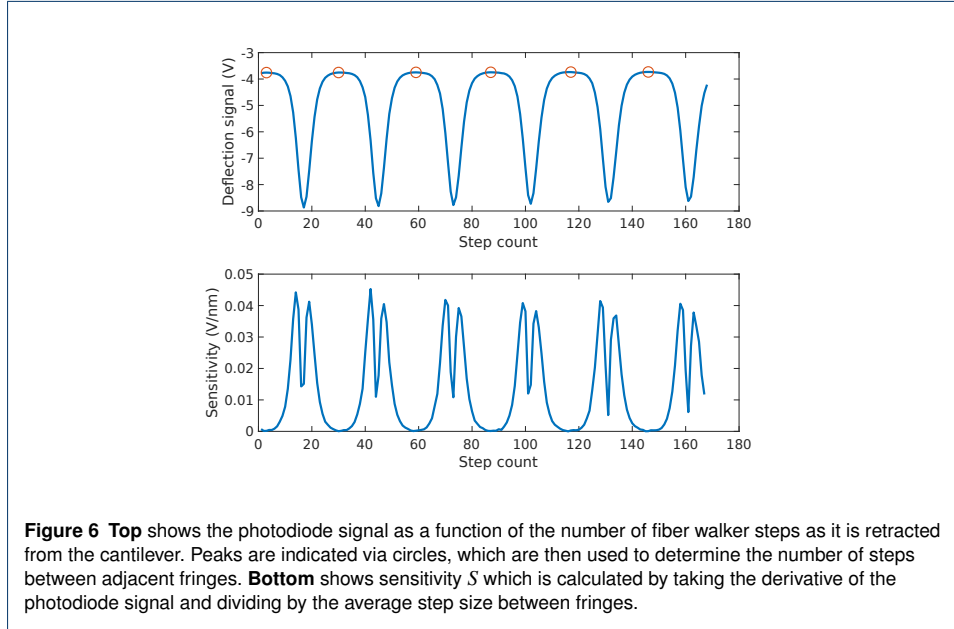 -3
-4
-5
-6
-7
-8
-9
Deflection signal (V)
0 20 40 60 80 100 120 140 160 180
Step count
0.05
0.04
0.03
0.02
0.01
0
Sensitivity (V/nm)
0 20 40 60 80 100 120 140 160 180
Step count
Figure 6 Top shows the photodiode signal as a function of the number of fiber walker steps as it is retracted
from the cantilever. Peaks are indicated via circles, which are then used to determine the number of steps
between adjacent fringes. Bottom shows sensitivity S which is calculated by taking the derivative of the
photodiode signal and dividing by the average step size between fringes.